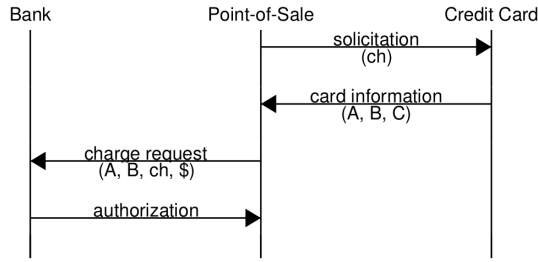 Bank
Point-of-Sale
Credit Card
solicitation
(ch)
card information
(A, B, C)
charge request
(A, B, ch, $)
authorization